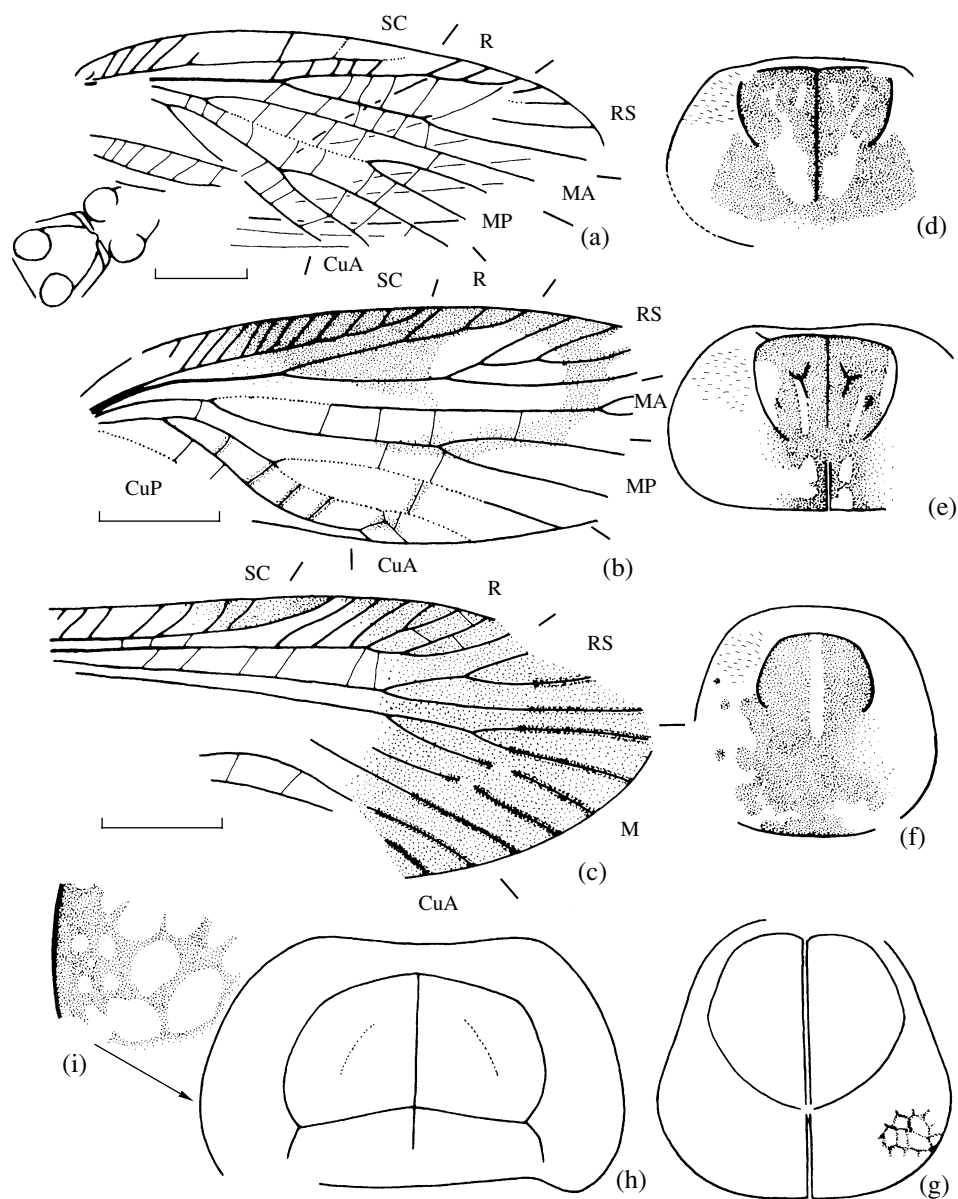 SC
R
RS
MA
MP
CuA
(a)
(d)
SC
R
RS
MA
MP
CuP
CuA
(b)
(e)
SC
R
RS
M
CuA
(c)
(f)
(i)
(h)
(g)